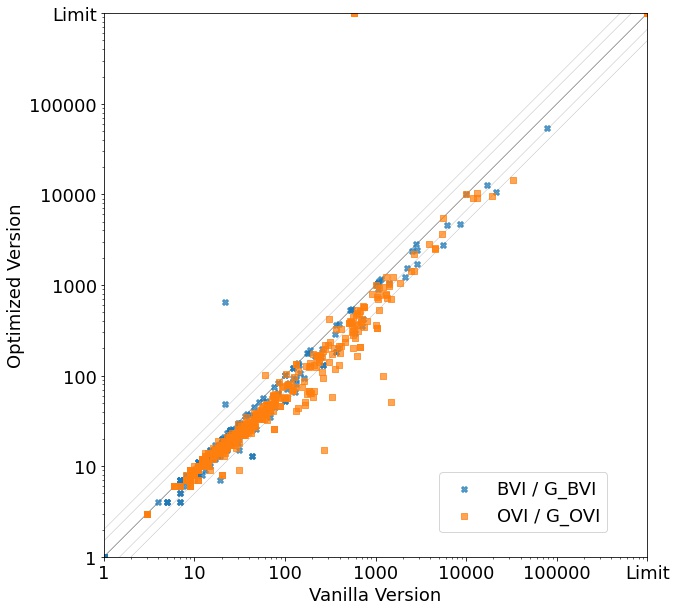 Limit
100000
10000
1000
100
10
1
1
10
100
1000
10000
100000
Limit
Optimized Version
Vanilla Version
BVI / G_BVI
OVI / G_OVI